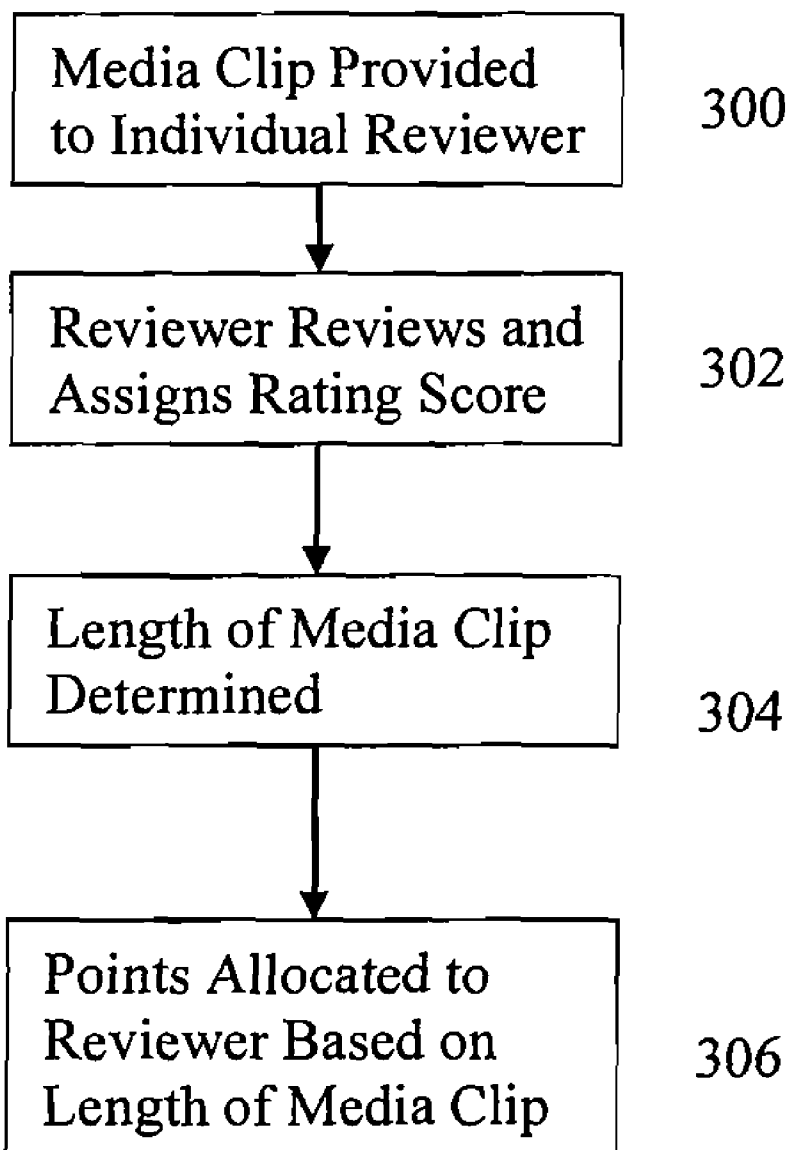 Media Clip Provided
to Individual Reviewer
300
Reviewer Reviews and
Assigns Rating Score
302
Length of Media Clip
Determined
304
Points Allocated to
Reviewer Based on
Length of Media Clip
306